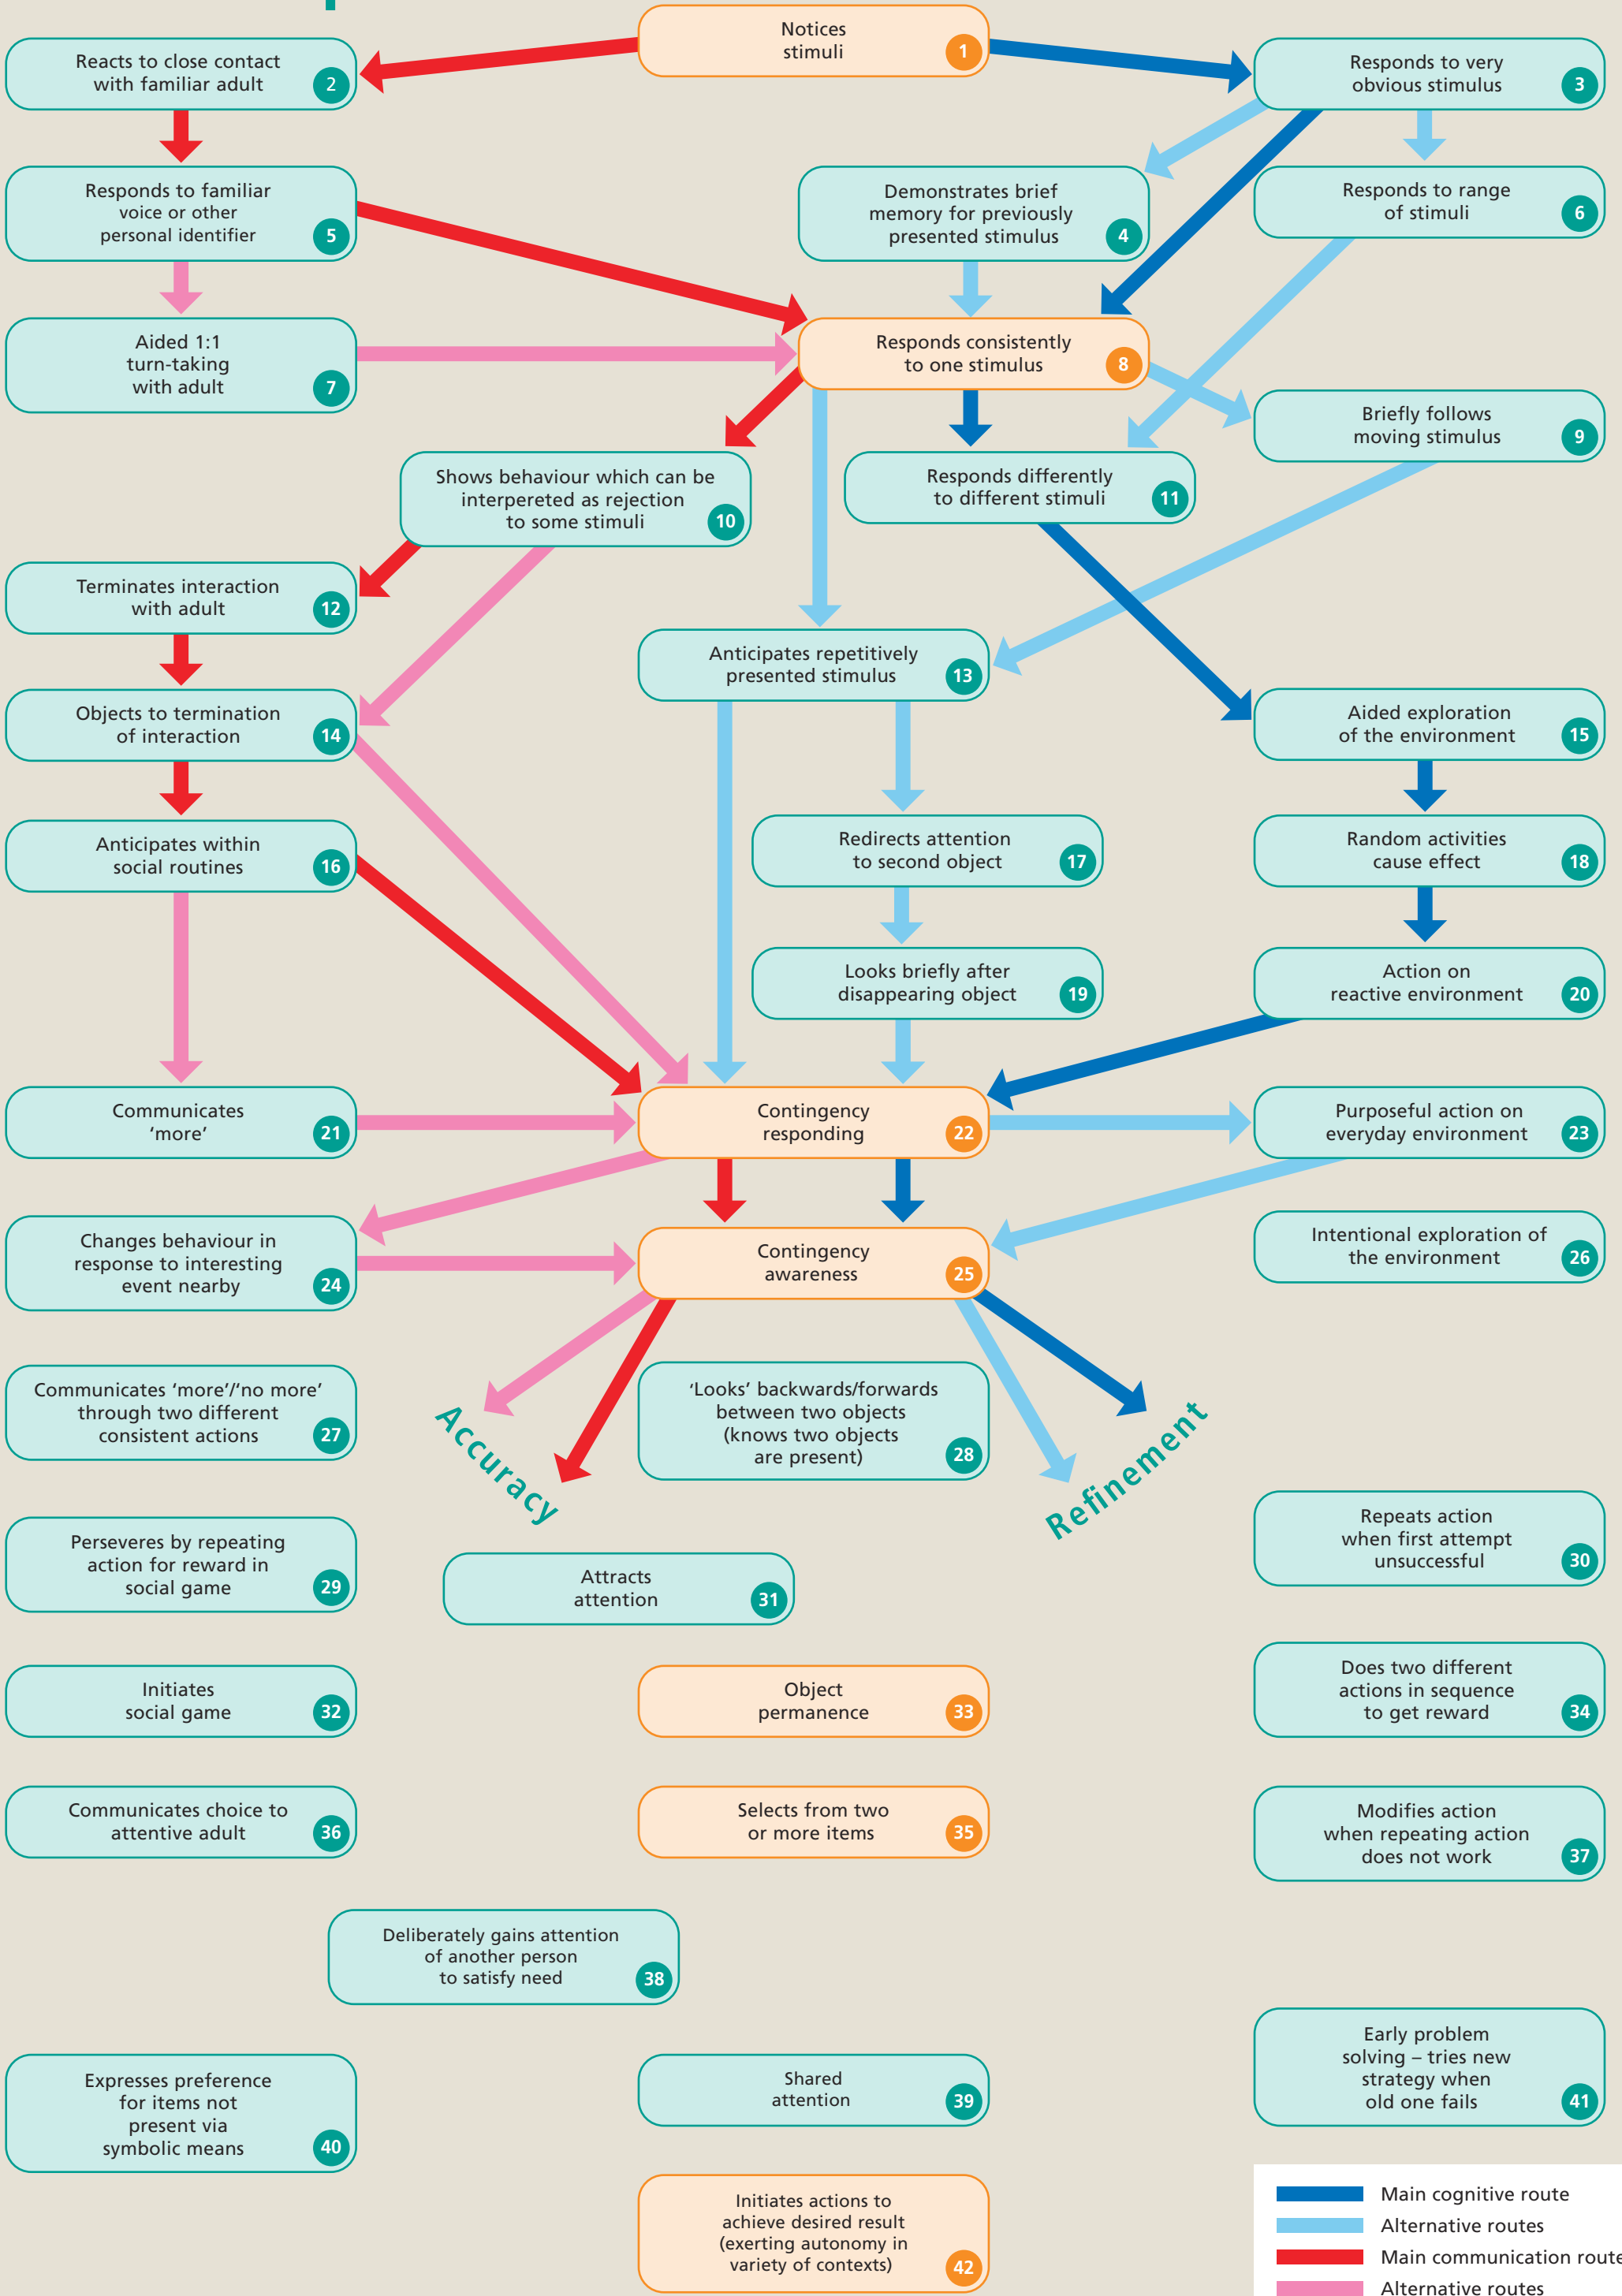 Notices
stimuli
1
Reacts to close contact
with familiar adult
2
Responds to very
obvious stimulus
3
Demonstrates brief
memory for previously
presented stimulus
4
Responds to familiar
voice or other
personal identifier
5
Responds to range
of stimuli
6
Aided 1:1
turn-taking
with adult
7
Responds consistently
to one stimulus
8
Briefly follows
moving stimulus
9
Shows behaviour which can be
interpereted as rejection
to some stimuli
10
Responds differently
to different stimuli
11
Terminates interaction
with adult
12
Anticipates repetitively
presented stimulus
13
Objects to termination
of interaction
14
Aided exploration
of the environment
15
Anticipates within
social routines
16
Redirects attention
to second object
17
Random activities
cause effect
18
Looks briefly after
disappearing object
19
Action on
reactive environment
20
Communicates
‘more’
21
Contingency
responding
22
Purposeful action on
everyday environment
23
Changes behaviour in
response to interesting
event nearby
24
Contingency
awareness
25
Intentional exploration of
the environment
26
Communicates ‘more’/‘no more’
through two different
consistent actions
27
‘Looks’ backwards/forwards
between two objects
(knows two objects
are present)
28
Accuracy
Refinement
Perseveres by repeating
action for reward in
social game
29
Repeats action
when first attempt
unsuccessful
30
Attracts
attention
31
Initiates
social game
32
Object
permanence
33
Does two different
actions in sequence
to get reward
34
Selects from two
or more items
35
Communicates choice to
attentive adult
36
Modifies action
when repeating action
does not work
37
Deliberately gains attention
of another person
to satisfy need
38
Shared
attention
39
Expresses preference
for items not
present via
symbolic means
40
Early problem
solving – tries new
strategy when
old one fails
41
Initiates actions to
achieve desired result
(exerting autonomy in
variety of contexts)
42
Main cognitive route
Alternative routes
Main communication route
Alternative routes